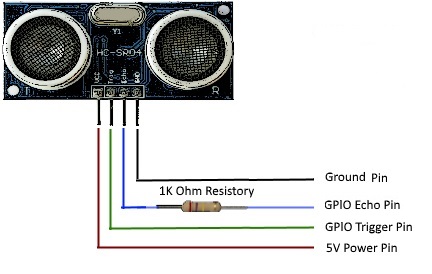 Y1
HC-SR04
VCC
Trig
Echo
GND
T
R
1K Ohm Resistory
Ground Pin
GPIO Echo Pin
GPIO Trigger Pin
5V Power Pin